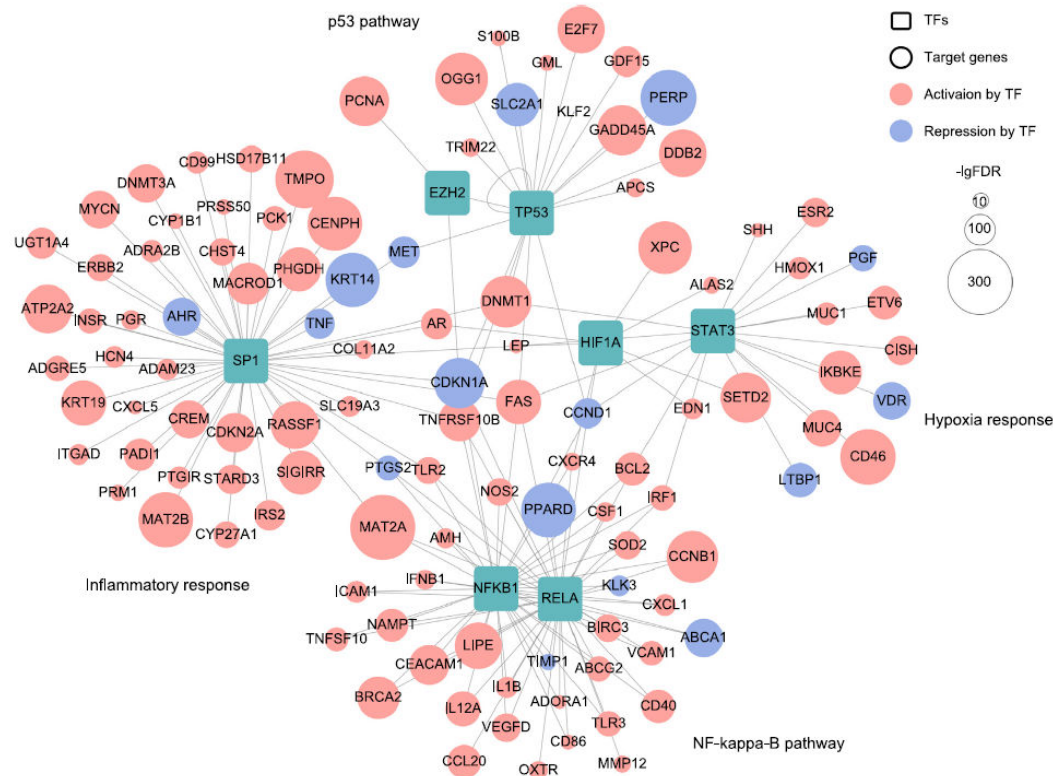 p53 pathway
S100B
E2F7
GML
GDF15
OGG1
SLC2A1
PERP
PCNA
KLF2
GADD45A
TRIM22
DDB2
EZH2
APCS
TP53
CD99
HSD17B11
DNMT3A
TMPO
MYCN
PRSS50
PCK1
CYP1B1
CENPH
UGT1A4
ADRA2B
CHST4
MET
ERBB2
PHGDH
KRT14
MACROD1
ATP2A2
INSR
PGR
AHR
TNF
SP1
AR
DNMT1
COL11A2
LEP
HIF1A
XPC
SHH
ESR2
ALAS2
HMOX1
PGF
MUC1
ETV6
STAT3
CISH
HCN4
ADGRE5
ADAM23
CDKN1A
IKBKE
KRT19
CXCL5
SLC19A3
FAS
CCND1
EDN1
SETD2
VDR
CREM
RASSF1
TNFRSF10B
Hypoxia response
CDKN2A
MUC4
ITGAD
PADI1
CD46
PTGIR
SIGIRR
PTGS2
TLR2
CXCR4
BCL2
LTBP1
PRM1
STARD3
NOS2
IRF1
MAT2B
IRS2
PPARD
CSF1
CYP27A1
MAT2A
AMH
SOD2
CCNB1
Inflammatory response
IFNB1
NFKB1
RELA
KLK3
ICAM1
CXCL1
NAMPT
BIRC3
TNFSF10
LIPE
ABCA1
VCAM1
CEACAM1
TIMP1
ABCG2
BRCA2
IL1B
IL12A
ADORA1
CD40
VEGFD
TLR3
CD86
NF-kappa-B pathway
CCL20
OXTR
MMP12
TFs
Target genes
Activaion by TF
Repression by TF
-lgFDR
10
100
300